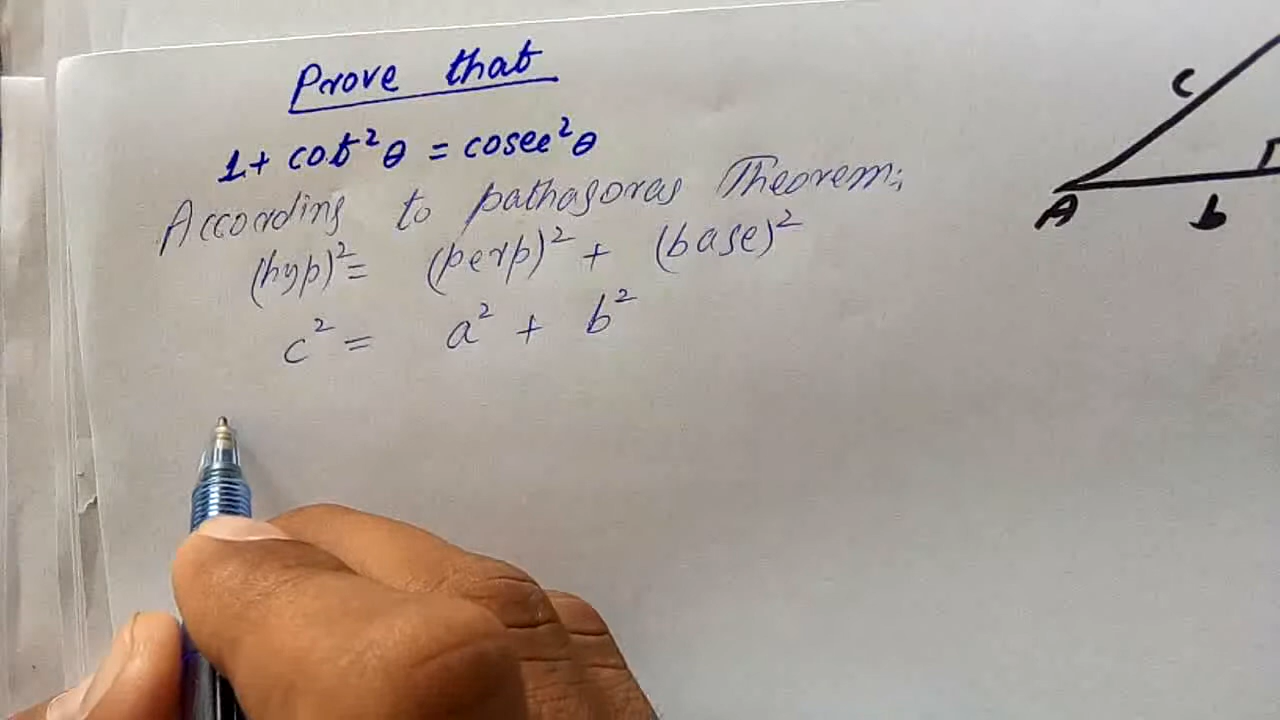 Prove that
1 + cot²θ = cosec²θ
According to pathagoras Theorem;
(hyp)² = (perp)² + (base)²
c² = a² + b²
c
A
b